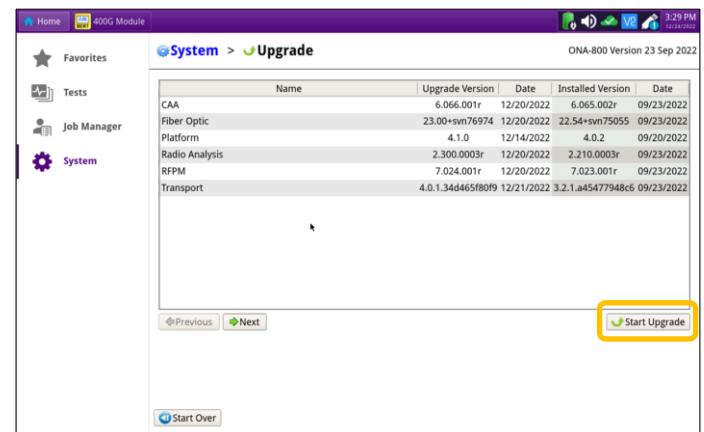 Home 400G Module 3:29 PM
12/24/2022
System > Upgrade ONA-800 Version 23 Sep 2022
Favorites
Tests
Job Manager
System
Name Upgrade Version Date Installed Version Date
CAA 6.066.001r 12/20/2022 6.065.002r 09/23/2022
Fiber Optic 23.00+svn76974 12/20/2022 22.54+svn75055 09/23/2022
Platform 4.1.0 12/14/2022 4.0.2 09/20/2022
Radio Analysis 2.300.0003r 12/20/2022 2.210.0003r 09/23/2022
RFPM 7.024.001r 12/20/2022 7.023.001r 09/23/2022
Transport 4.0.1.34d465f80f9 12/21/2022 3.2.1.a45477948c6 09/23/2022
Previous Next Start Upgrade
Start Over